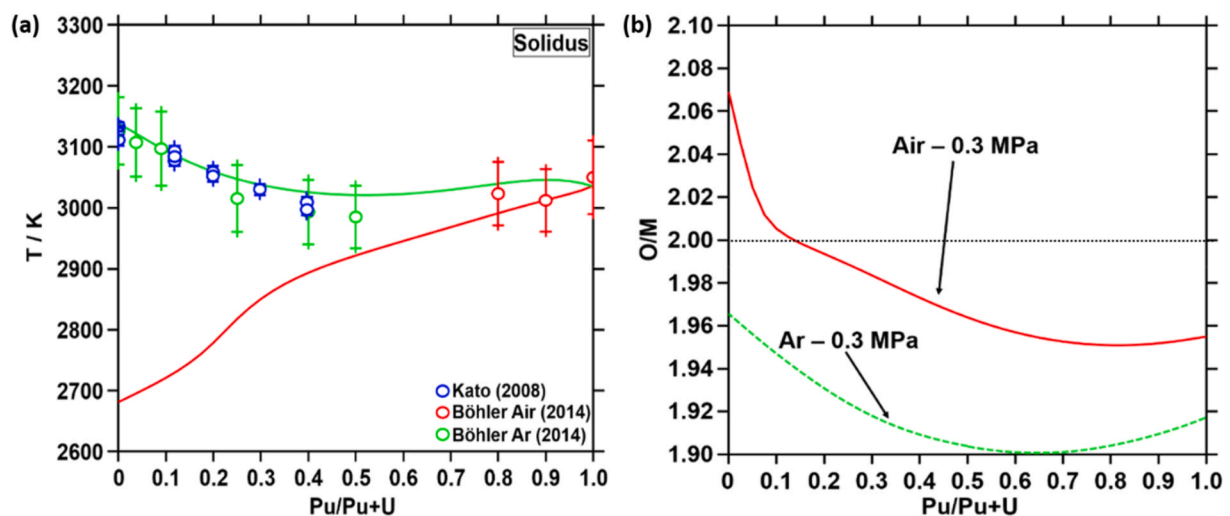 (a)
3300
3200
3100
3000
2900
2800
2700
2600
T / K
Solidus
Kato (2008)
Böhler Air (2014)
Böhler Ar (2014)
0 0.1 0.2 0.3 0.4 0.5 0.6 0.7 0.8 0.9 1.0
Pu/Pu+U
(b)
2.10
2.08
2.06
2.04
2.02
2.00
1.98
1.96
1.94
1.92
1.90
O/M
Air – 0.3 MPa
Ar – 0.3 MPa
0 0.1 0.2 0.3 0.4 0.5 0.6 0.7 0.8 0.9 1.0
Pu/Pu+U